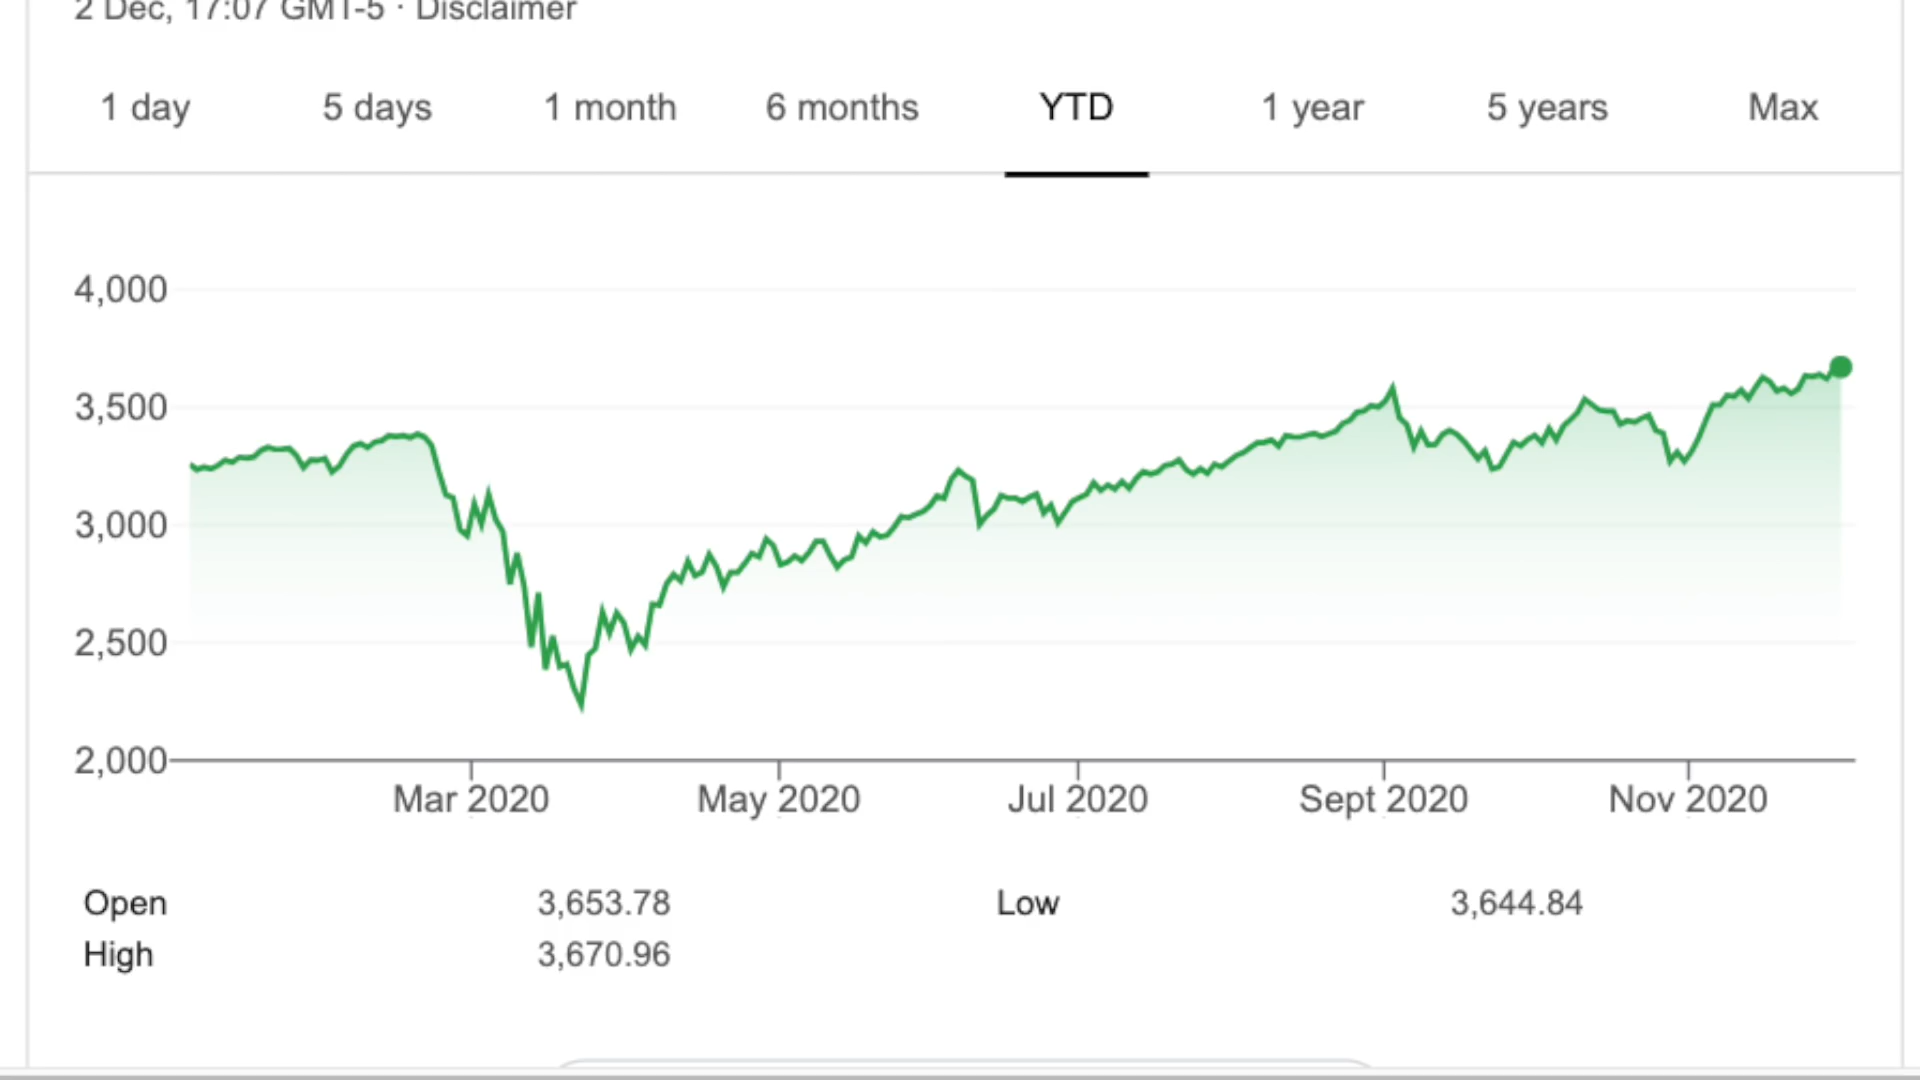 2 Dec, 17:07 GMT-5 · Disclaimer
1 day 5 days 1 month 6 months YTD 1 year 5 years Max
4,000
3,500
3,000
2,500
2,000
Mar 2020 May 2020 Jul 2020 Sept 2020 Nov 2020
Open 3,653.78 Low 3,644.84
High 3,670.96